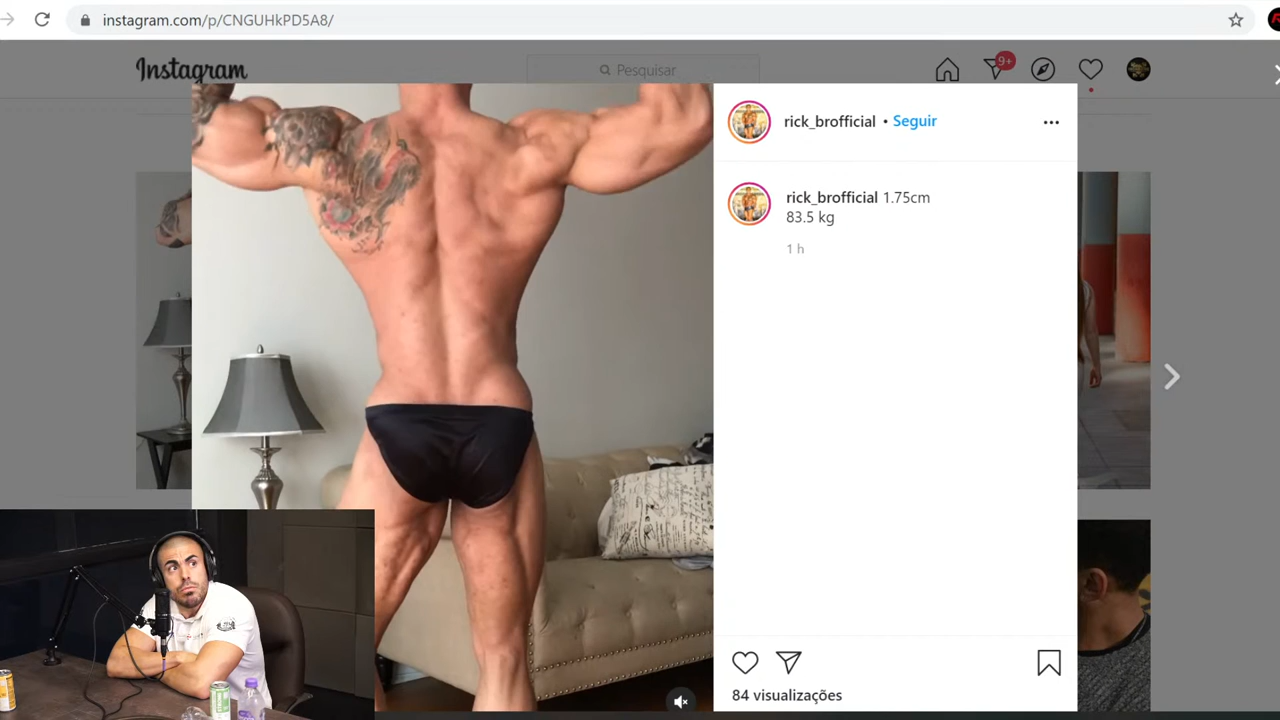 instagram.com/p/CNGUHkPD5A8/
Instagram
Pesquisar
9+
rick_brofficial • Seguir
rick_brofficial 1.75cm
83.5 kg
1 h
84 visualizações